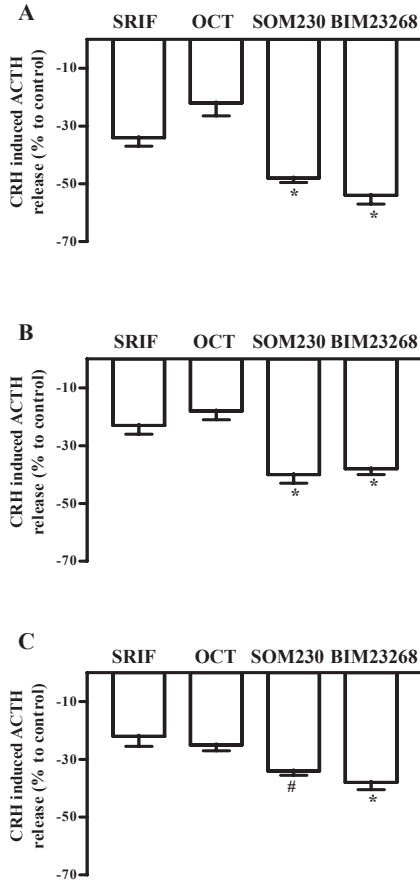 A
SRIF OCT SOM230 BIM23268
CRH induced ACTH
release (% to control)
-10
-30
-50
-70
*
*
B
SRIF OCT SOM230 BIM23268
CRH induced ACTH
release (% to control)
-10
-30
-50
-70
*
*
C
SRIF OCT SOM230 BIM23268
CRH induced ACTH
release (% to control)
-10
-30
-50
-70
#
*